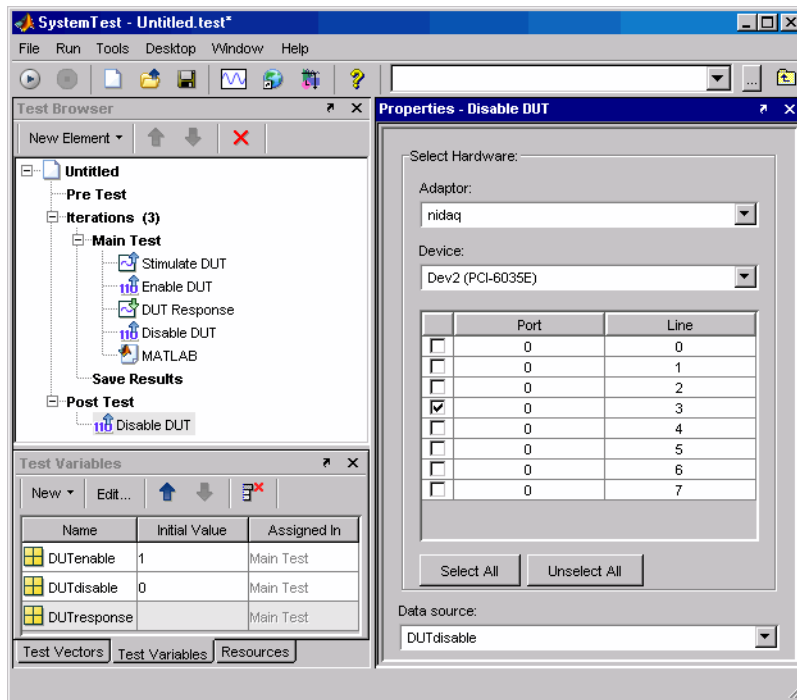 SystemTest - Untitled.test*
File Run Tools Desktop Window Help
...
Test Browser
New Element
Untitled
Pre Test
Iterations (3)
Main Test
Stimulate DUT
110 Enable DUT
DUT Response
110 Disable DUT
MATLAB
Save Results
Post Test
110 Disable DUT
Test Variables
New Edit...
Name Initial Value Assigned In
DUTenable 1 Main Test
DUTdisable 0 Main Test
DUTresponse Main Test
Test Vectors Test Variables Resources
Properties - Disable DUT
Select Hardware:
Adaptor:
nidaq
Device:
Dev2 (PCI-6035E)
Port Line
0 0
0 1
0 2
0 3
0 4
0 5
0 6
0 7
Select All Unselect All
Data source:
DUTdisable